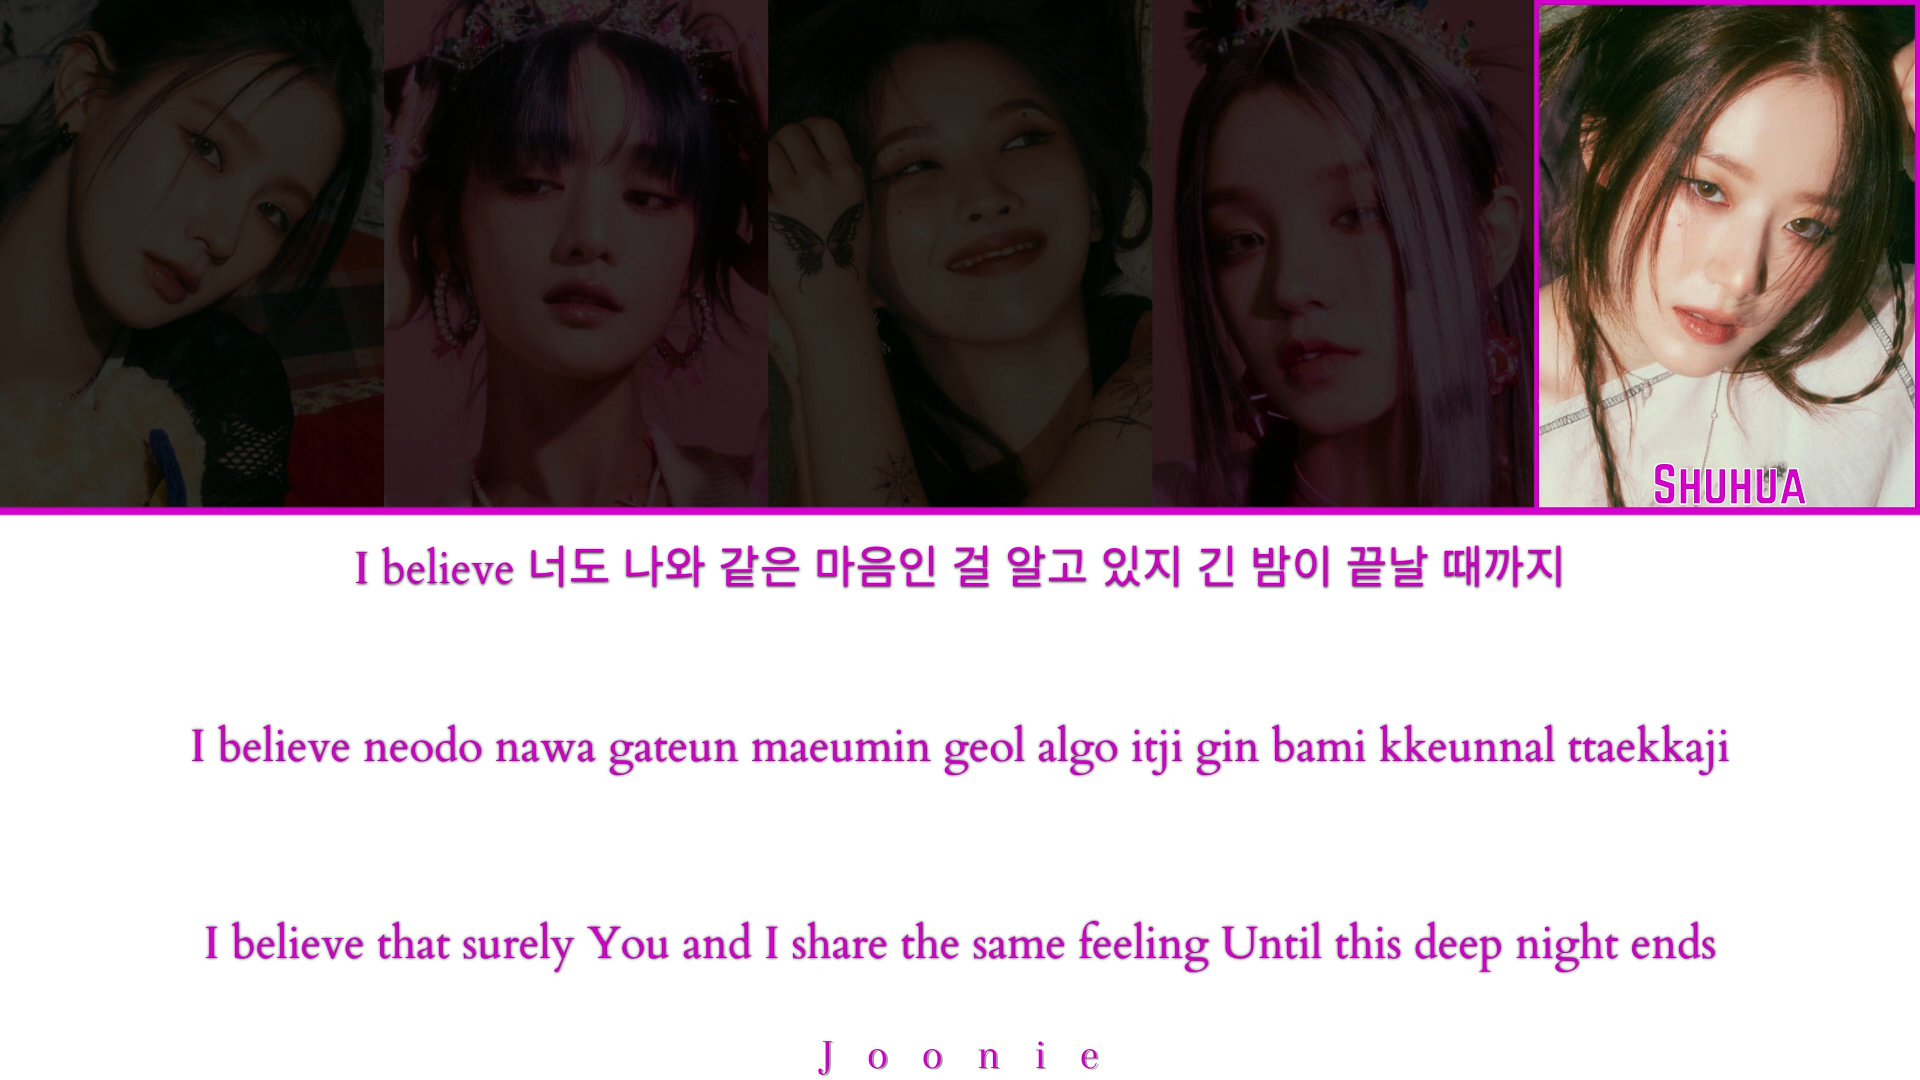 SHUHUA
I believe 너도 나와 같은 마음인 걸 알고 있지 긴 밤이 끝날 때까지
I believe neodo nawa gateun maeumin geol algo itji gin bami kkeunnal ttaekkaji
I believe that surely You and I share the same feeling Until this deep night ends
Joonie